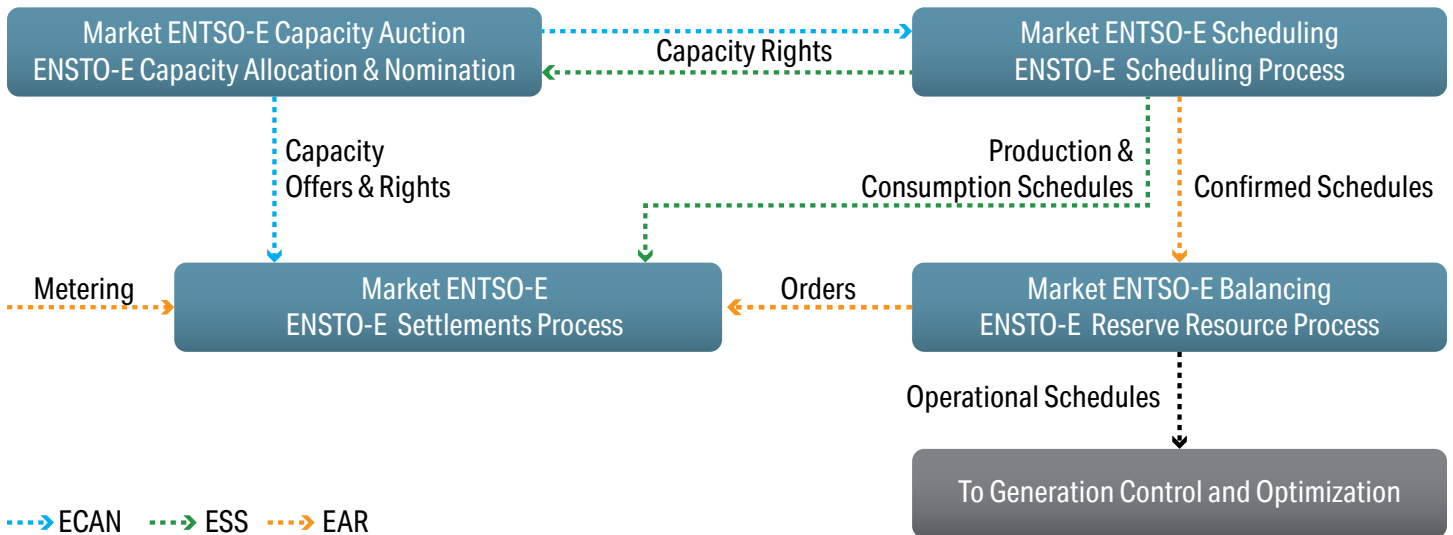 Market ENTSO-E Capacity Auction
ENSTO-E Capacity Allocation & Nomination
Capacity Rights
Market ENTSO-E Scheduling
ENSTO-E Scheduling Process
Capacity
Offers & Rights
Production &
Consumption Schedules
Confirmed Schedules
Metering
Market ENTSO-E
ENSTO-E Settlements Process
Orders
Market ENTSO-E Balancing
ENSTO-E Reserve Resource Process
Operational Schedules
To Generation Control and Optimization
ECAN
ESS
EAR